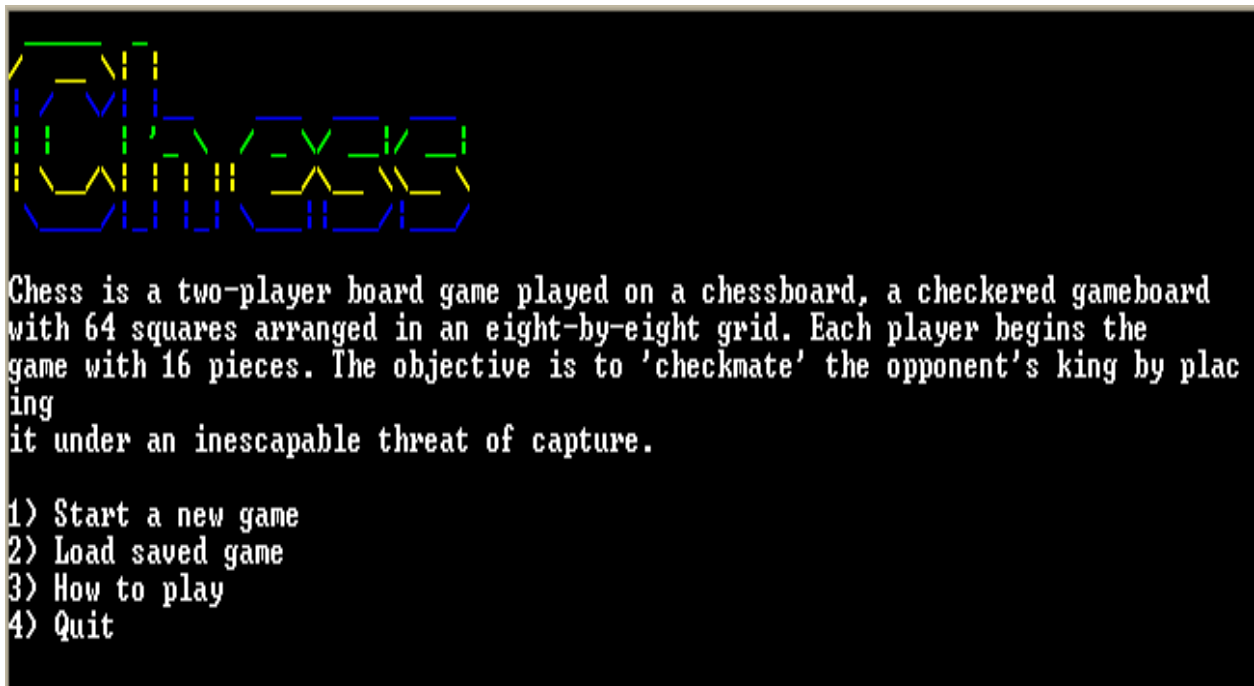 Chess
Chess is a two-player board game played on a chessboard, a checkered gameboard
with 64 squares arranged in an eight-by-eight grid. Each player begins the
game with 16 pieces. The objective is to 'checkmate' the opponent's king by plac
ing
it under an inescapable threat of capture.
1) Start a new game
2) Load saved game
3) How to play
4) Quit